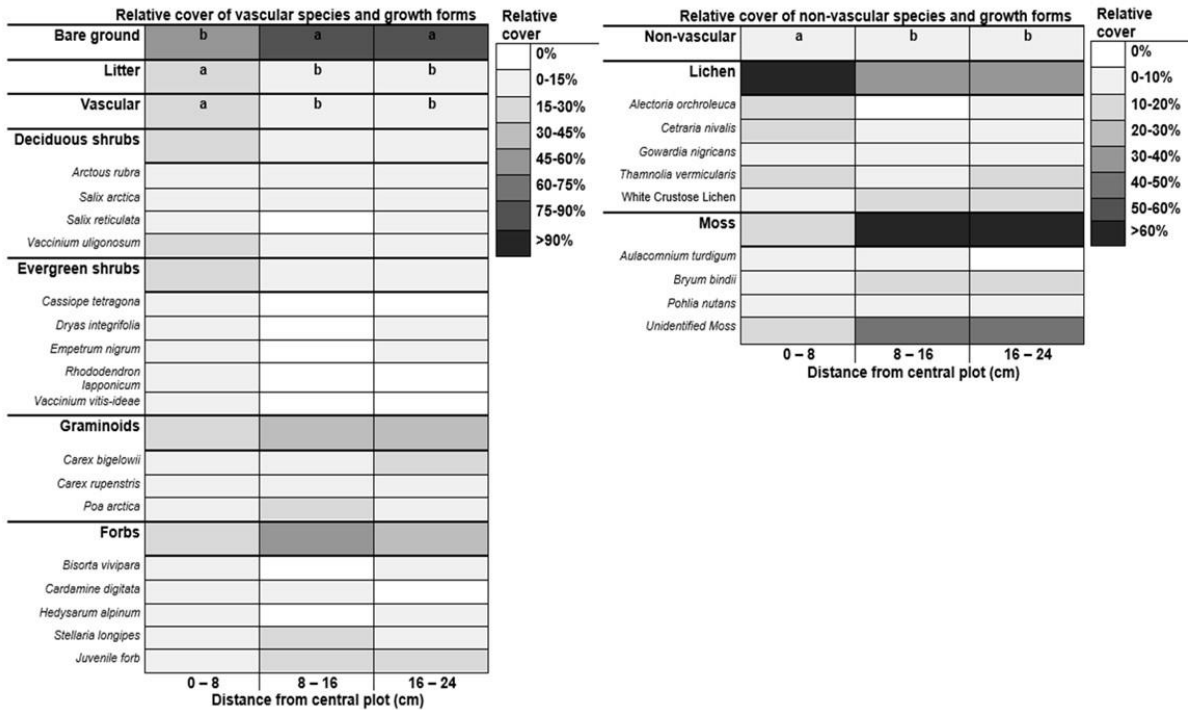 Relative cover of vascular species and growth forms
Bare ground b a a
Litter a b b
Vascular a b b
Deciduous shrubs
Arctous rubra
Salix arctica
Salix reticulata
Vaccinium uligonosum
Evergreen shrubs
Cassiope tetragona
Dryas integrifolia
Empetrum nigrum
Rhododendron
lapponicum
Vaccinium vitis-ideae
Graminoids
Carex bigelowii
Carex rupenstris
Poa arctica
Forbs
Bisorta vivipara
Cardamine digitata
Hedysarum alpinum
Stellaria longipes
Juvenile forb
0 – 8 8 – 16 16 – 24
Distance from central plot (cm)
Relative
cover
0%
0-15%
15-30%
30-45%
45-60%
60-75%
75-90%
>90%
Relative cover of non-vascular species and growth forms
Non-vascular a b b
Lichen
Alectoria orchroleuca
Cetraria nivalis
Gowardia nigricans
Thamnolia vermicularis
White Crustose Lichen
Moss
Aulacomnium turdigum
Bryum bindii
Pohlia nutans
Unidentified Moss
0 – 8 8 – 16 16 – 24
Distance from central plot (cm)
Relative
cover
0%
0-10%
10-20%
20-30%
30-40%
40-50%
50-60%
>60%